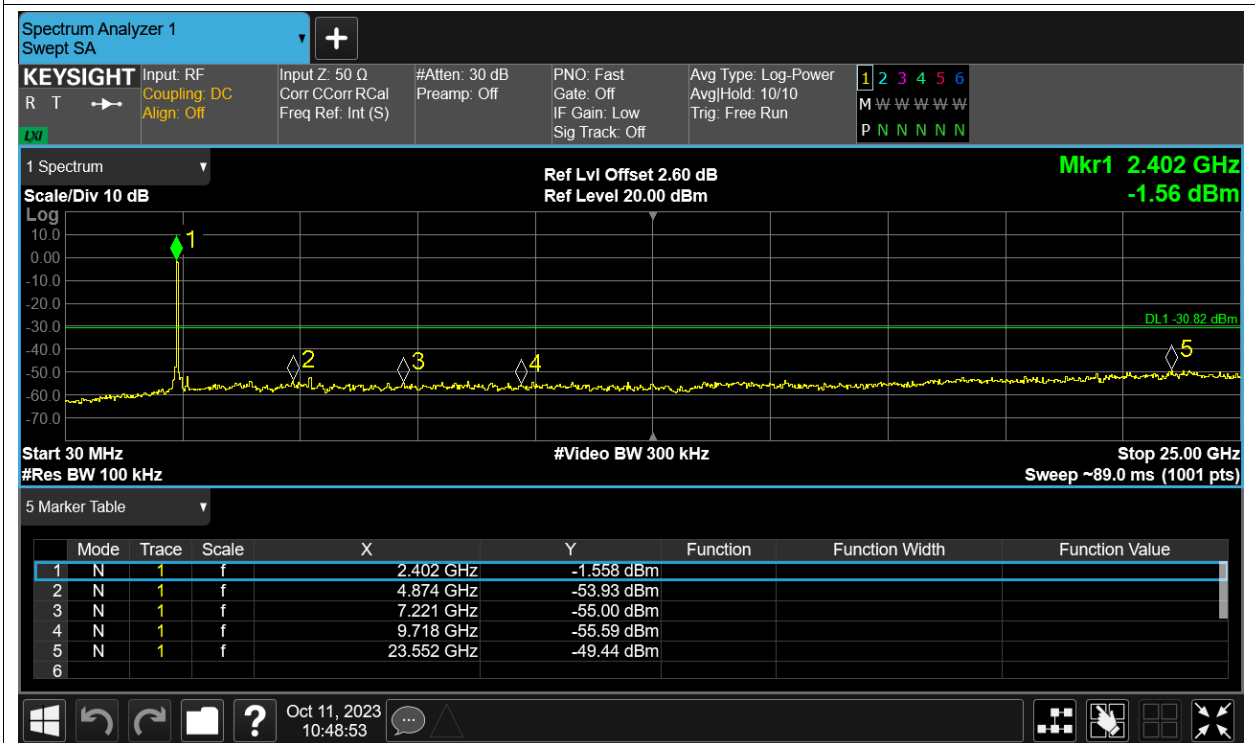 Spectrum Analyzer 1
Swept SA
KEYSIGHT
R T
LXI
Input: RF
Coupling: DC
Align: Off
Input Z: 50 Ω
Corr CCorr RCal
Freq Ref: Int (S)
#Atten: 30 dB
Preamp: Off
PNO: Fast
Gate: Off
IF Gain: Low
Sig Track: Off
Avg Type: Log-Power
Avg|Hold: 10/10
Trig: Free Run
1 2 3 4 5 6
M W W W W W
P N N N N N
1 Spectrum
Scale/Div 10 dB
Ref Lvl Offset 2.60 dB
Ref Level 20.00 dBm
Mkr1 2.402 GHz
-1.56 dBm
Log
10.0
0.00
-10.0
-20.0
-30.0
-40.0
-50.0
-60.0
-70.0
1
2
3
4
5
DL1 -30.82 dBm
Start 30 MHz
#Video BW 300 kHz
Stop 25.00 GHz
#Res BW 100 kHz
Sweep ~89.0 ms (1001 pts)
5 Marker Table
Mode Trace Scale X Y Function Function Width Function Value
1 N 1 f 2.402 GHz -1.558 dBm
2 N 1 f 4.874 GHz -53.93 dBm
3 N 1 f 7.221 GHz -55.00 dBm
4 N 1 f 9.718 GHz -55.59 dBm
5 N 1 f 23.552 GHz -49.44 dBm
6
?
Oct 11, 2023
10:48:53